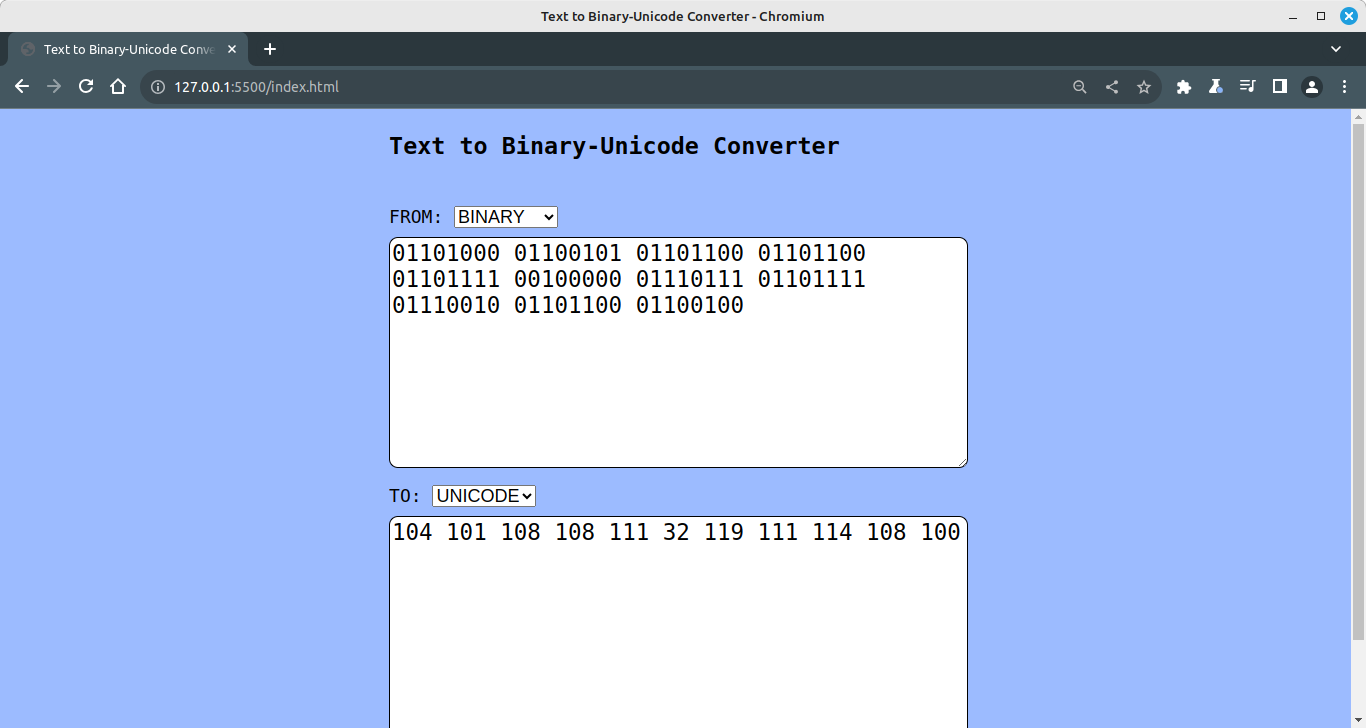 Text to Binary-Unicode Converter - Chromium
Text to Binary-Unicode Conve
127.0.0.1:5500/index.html
Text to Binary-Unicode Converter
FROM: BINARY
01101000 01100101 01101100 01101100
01101111 00100000 01110111 01101111
01110010 01101100 01100100
TO: UNICODE
104 101 108 108 111 32 119 111 114 108 100